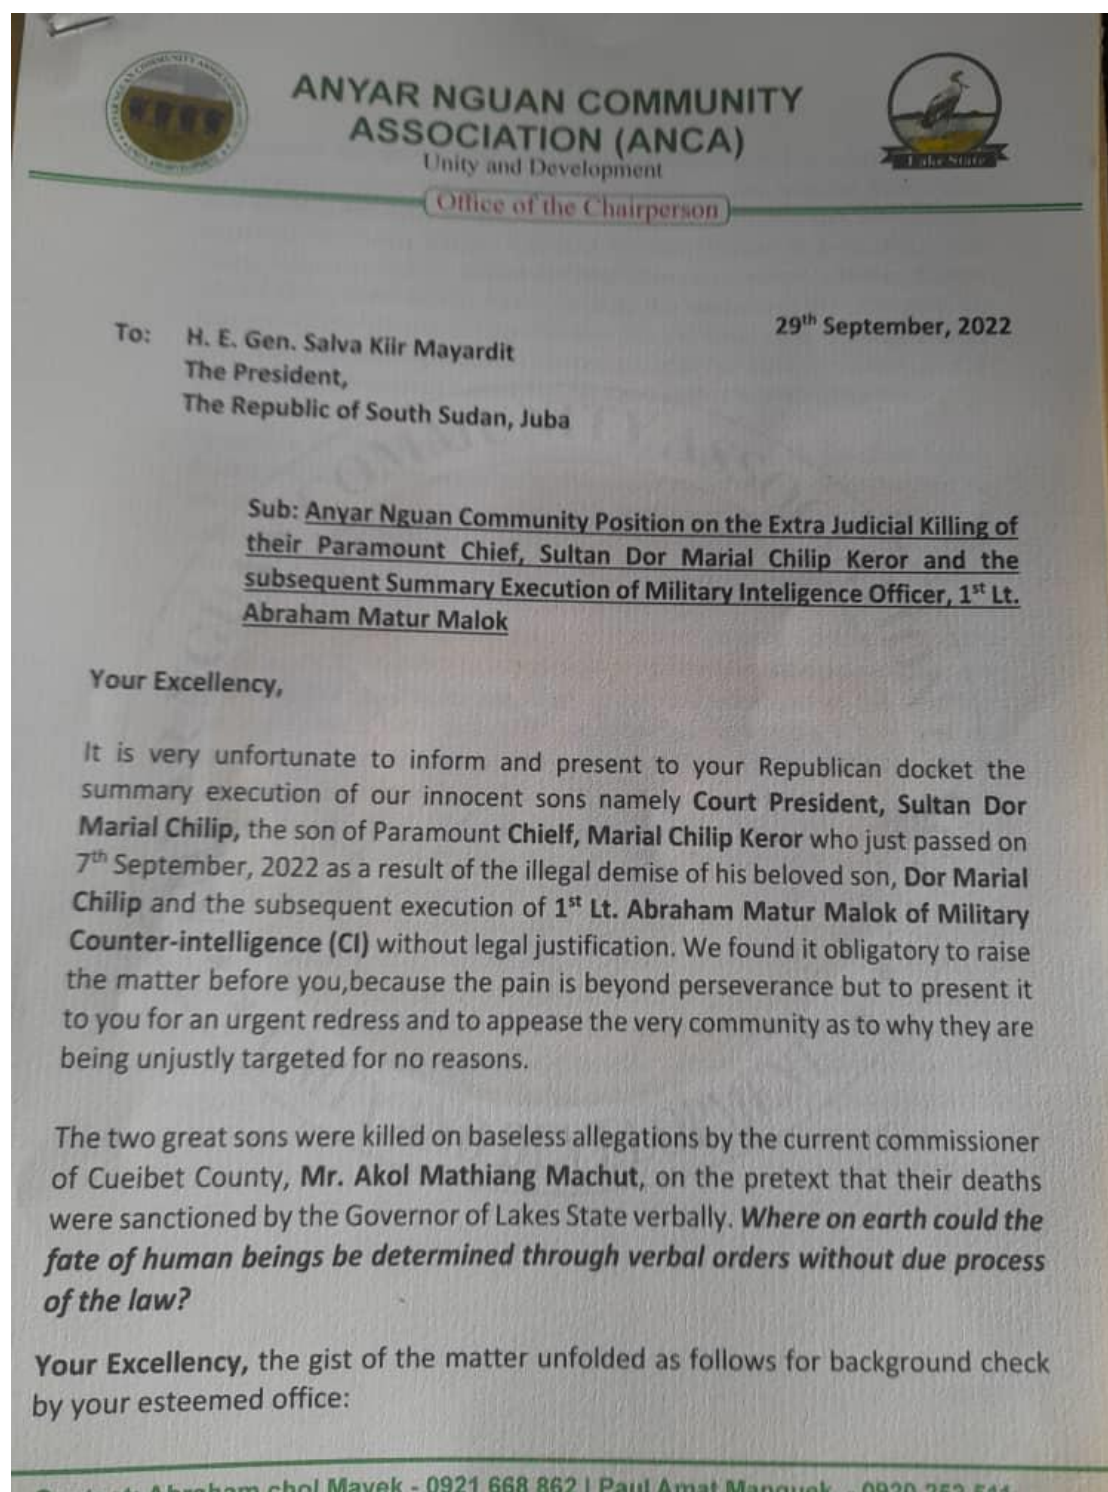 ANYAR NGUAN COMMUNITY
ASSOCIATION (ANCA)
Unity and Development
Office of the Chairperson
Lake State
29th September, 2022
To: H. E. Gen. Salva Kiir Mayardit
The President,
The Republic of South Sudan, Juba
Sub: Anyar Nguan Community Position on the Extra Judicial Killing of
their Paramount Chief, Sultan Dor Marial Chilip Keror and the
subsequent Summary Execution of Military Inteligence Officer, 1st Lt.
Abraham Matur Malok
Your Excellency,
It is very unfortunate to inform and present to your Republican docket the
summary execution of our innocent sons namely Court President, Sultan Dor
Marial Chilip, the son of Paramount Chielf, Marial Chilip Keror who just passed on
7th September, 2022 as a result of the illegal demise of his beloved son, Dor Marial
Chilip and the subsequent execution of 1st Lt. Abraham Matur Malok of Military
Counter-intelligence (CI) without legal justification. We found it obligatory to raise
the matter before you,because the pain is beyond perseverance but to present it
to you for an urgent redress and to appease the very community as to why they are
being unjustly targeted for no reasons.
The two great sons were killed on baseless allegations by the current commissioner
of Cueibet County, Mr. Akol Mathiang Machut, on the pretext that their deaths
were sanctioned by the Governor of Lakes State verbally. Where on earth could the
fate of human beings be determined through verbal orders without due process
of the law?
Your Excellency, the gist of the matter unfolded as follows for background check
by your esteemed office:
Abraham chol Mayek - 0921 668 862 | Paul Amat Manguek -